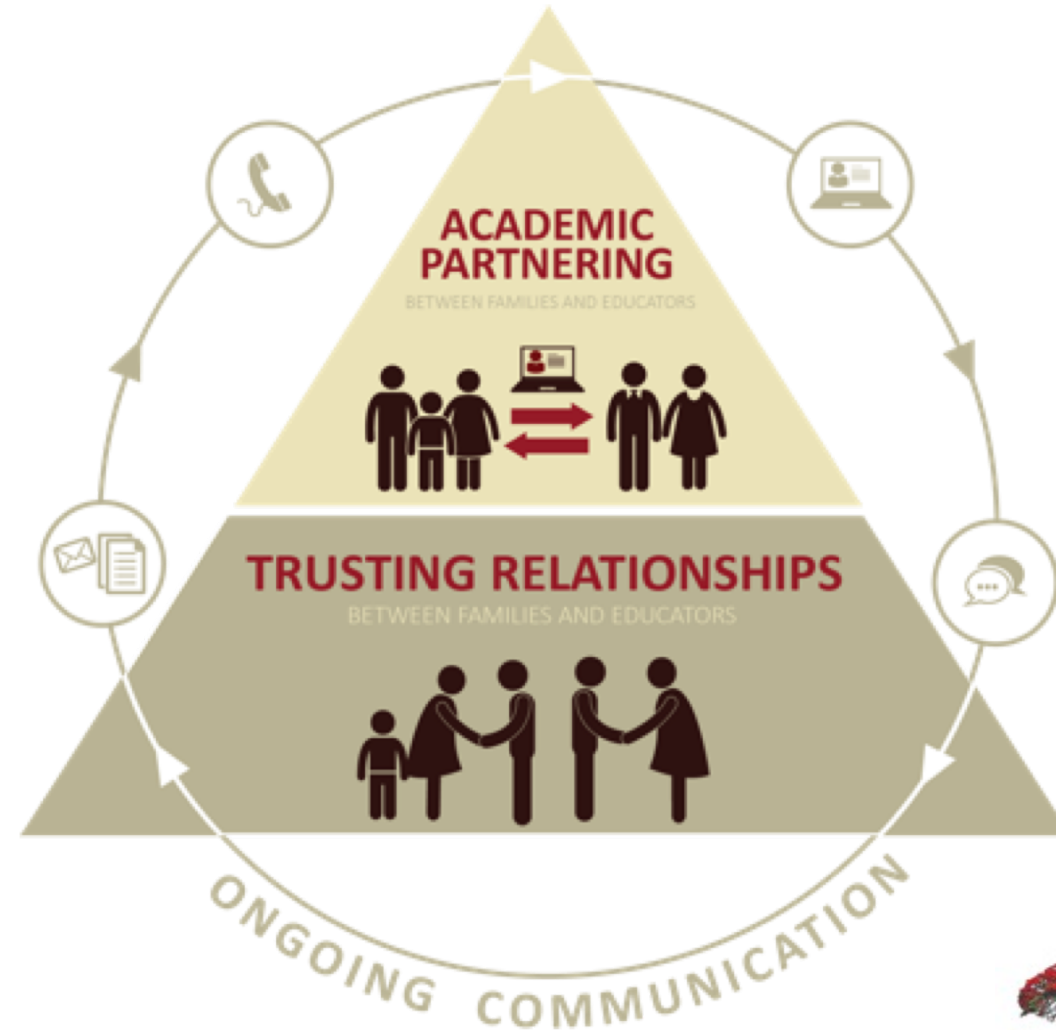 ACADEMIC
PARTNERING
BETWEEN FAMILIES AND EDUCATORS
TRUSTING RELATIONSHIPS
BETWEEN FAMILIES AND EDUCATORS
ONGOING COMMUNICATION